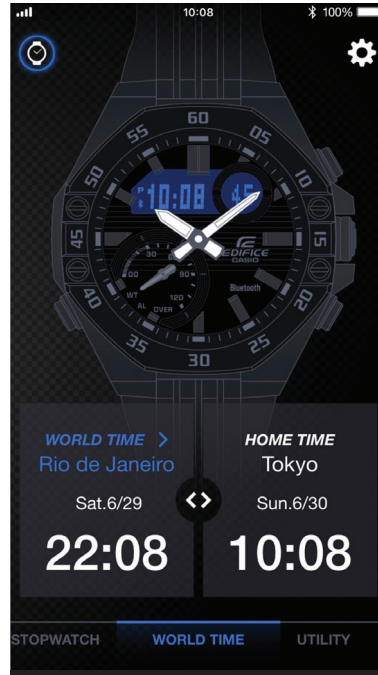 10:08
100%
60
55
05
50
10
P
10:08
45
45
15
EDIFICE
CASIO
30
90
Bluetooth
WT
120
AL
OVER
40
20
35
25
30
WORLD TIME >
HOME TIME
Rio de Janeiro
Tokyo
Sat.6/29
Sun.6/30
22:08
10:08
STOPWATCH
WORLD TIME
UTILITY